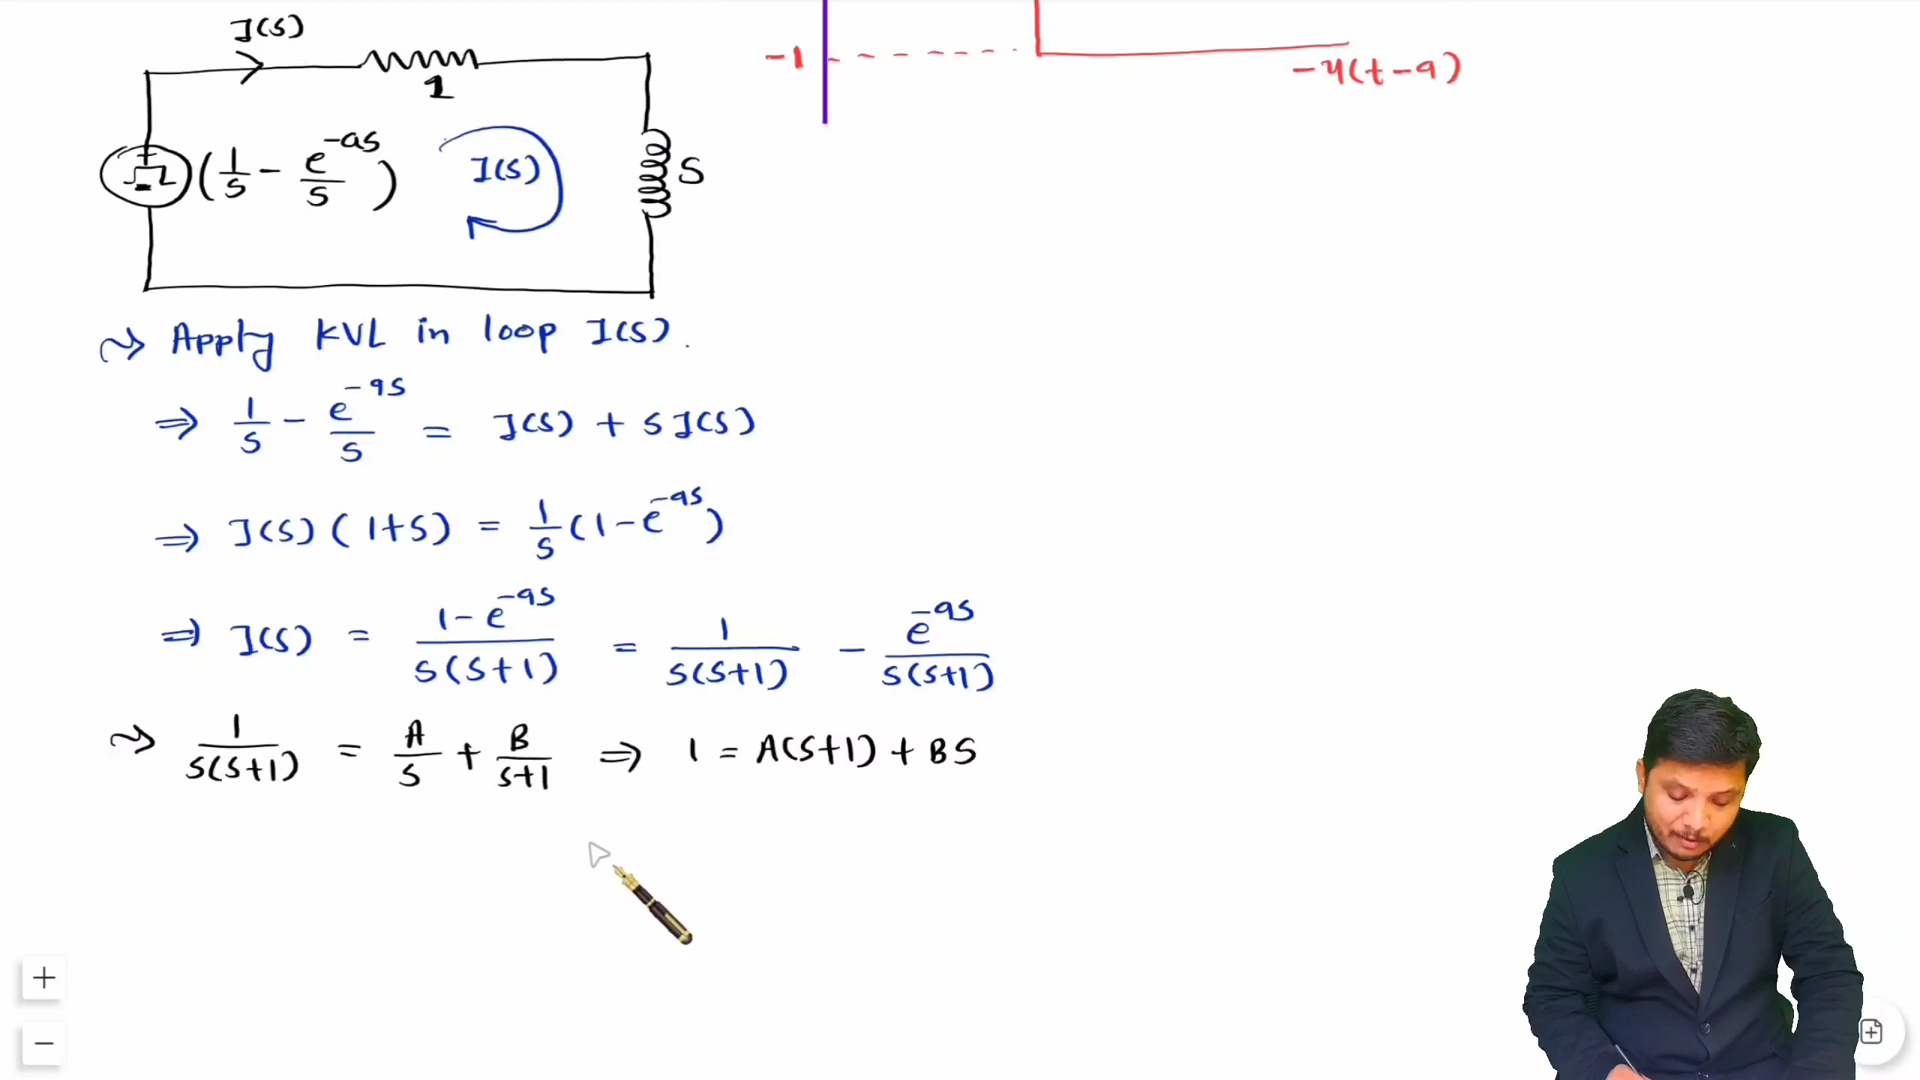 I(s)
1
-1
-u(t-a)
(1/s - e^-as/s)
I(s)
s
Apply KVL in loop I(s).
⇒ 1/s - e^-as/s = I(s) + s I(s)
⇒ I(s) (1+s) = 1/s (1-e^-as)
⇒ I(s) = 1-e^-as/s(s+1) = 1/s(s+1) - e^-as/s(s+1)
1/s(s+1) = A/s + B/s+1 ⇒ 1 = A(s+1) + Bs